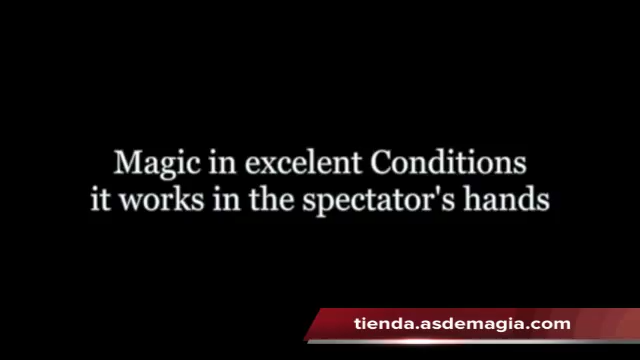 Magic in excelent Conditions
it works in the spectator's hands
tienda.asdemagia.com